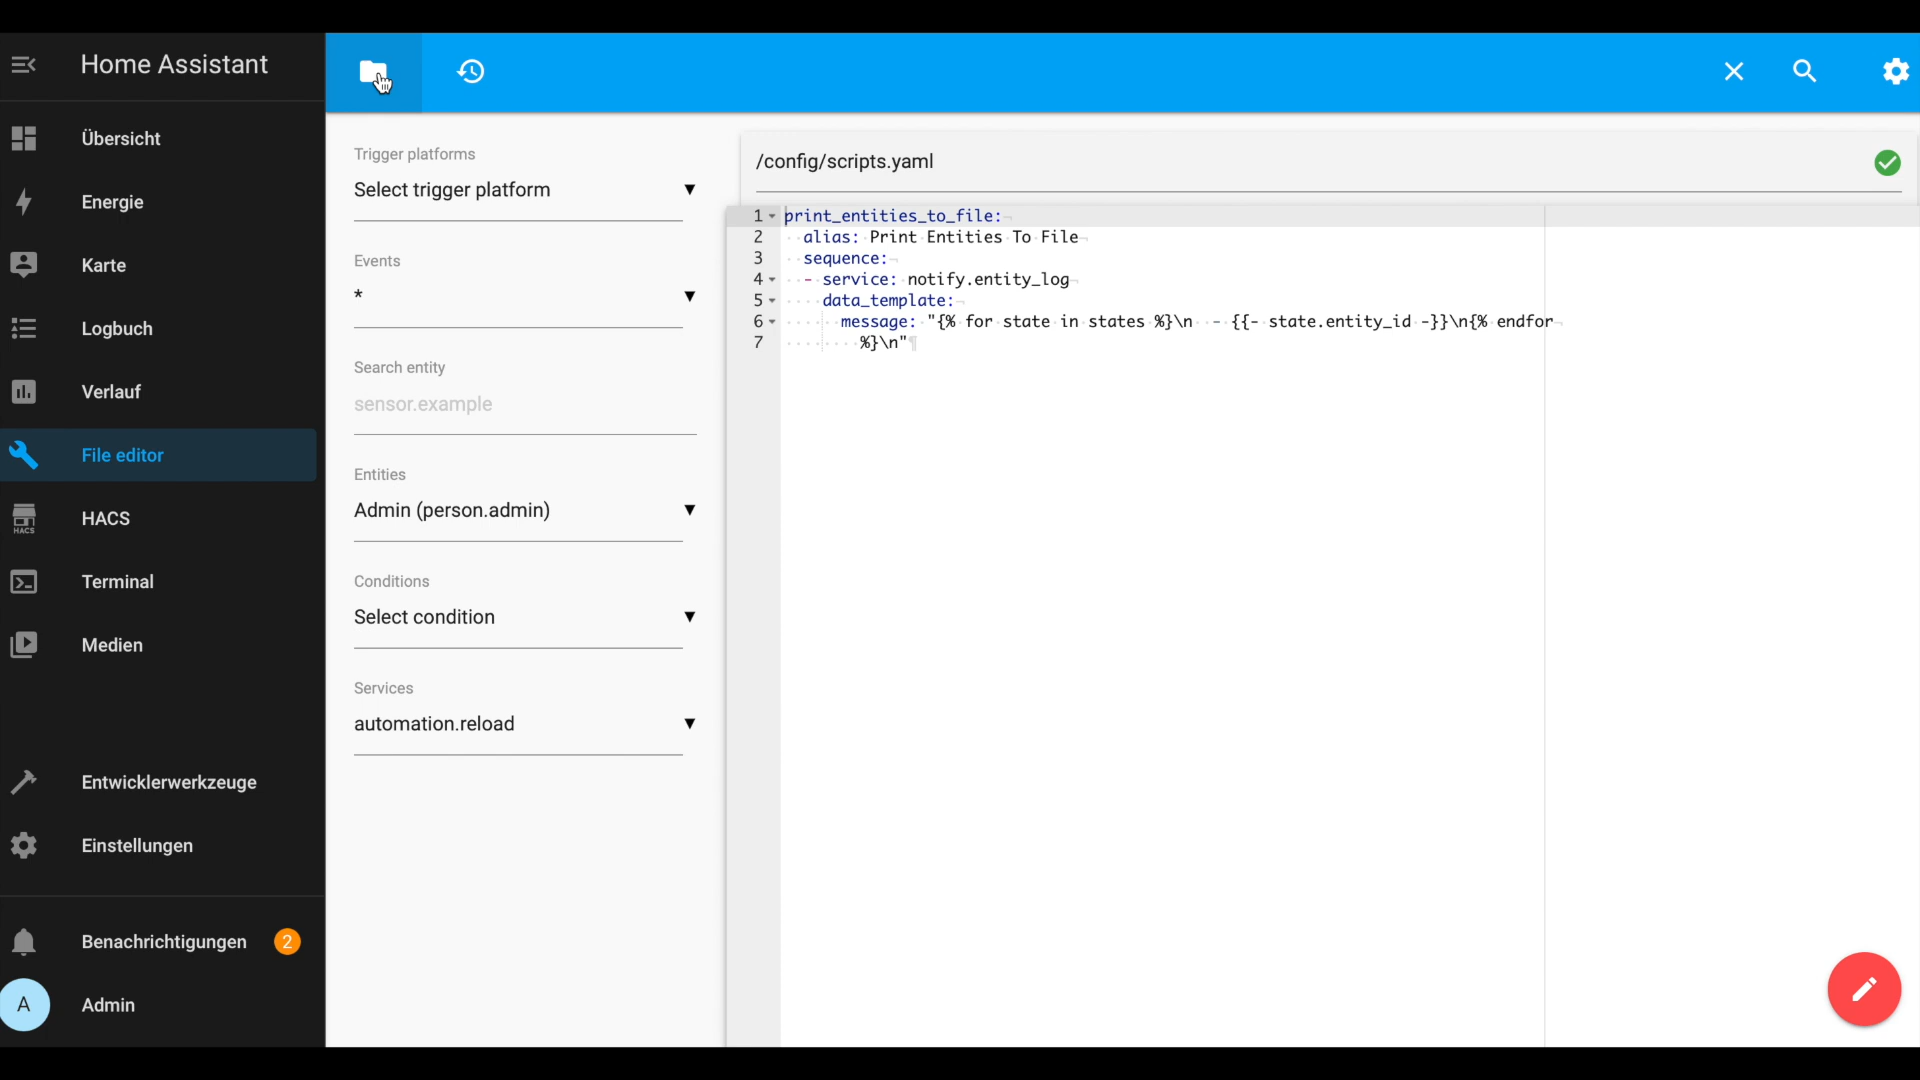 Home Assistant
Übersicht
Energie
Karte
Logbuch
Verlauf
File editor
HACS
HACS
Terminal
Medien
Entwicklerwerkzeuge
Einstellungen
Benachrichtigungen 2
A Admin
Trigger platforms
Select trigger platform
Events
*
Search entity
sensor.example
Entities
Admin (person.admin)
Conditions
Select condition
Services
automation.reload
/config/scripts.yaml
1 print_entities_to_file:
2 alias: Print Entities To File
3 sequence:
4 - service: notify.entity_log
5 data_template:
6 message: "{% for state in states %}\n - {{- state.entity_id -}}\n{% endfor
7 %}\n"